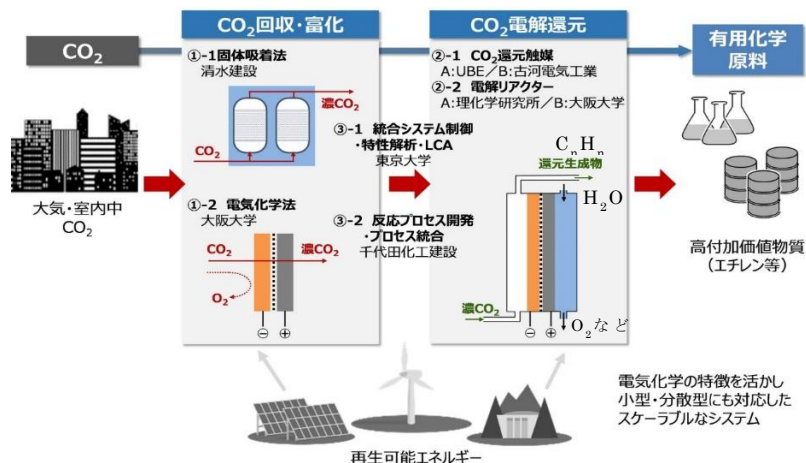 CO₂
CO₂回収・富化
CO₂電解還元
有用化学
原料
①-1固体吸着法
清水建設
濃CO₂
CO₂
①-2 電気化学法
大阪大学
CO₂
濃CO₂
O₂
⊖ ⊕
③-1 統合システム制御
・特性解析・LCA
東京大学
③-2 反応プロセス開発
・プロセス統合
千代田化工建設
②-1 CO₂還元触媒
A:UBE/B:古河電気工業
②-2 電解リアクター
A:理化学研究所/B:大阪大学
CₙHₙ
還元生成物
H₂O
濃CO₂
⊖ ⊕
O₂など
大気・室内中
CO₂
高付加価値物質
(エチレン等)
電気化学の特徴を活かし
小型・分散型にも対応した
スケーラブルなシステム
再生可能エネルギー